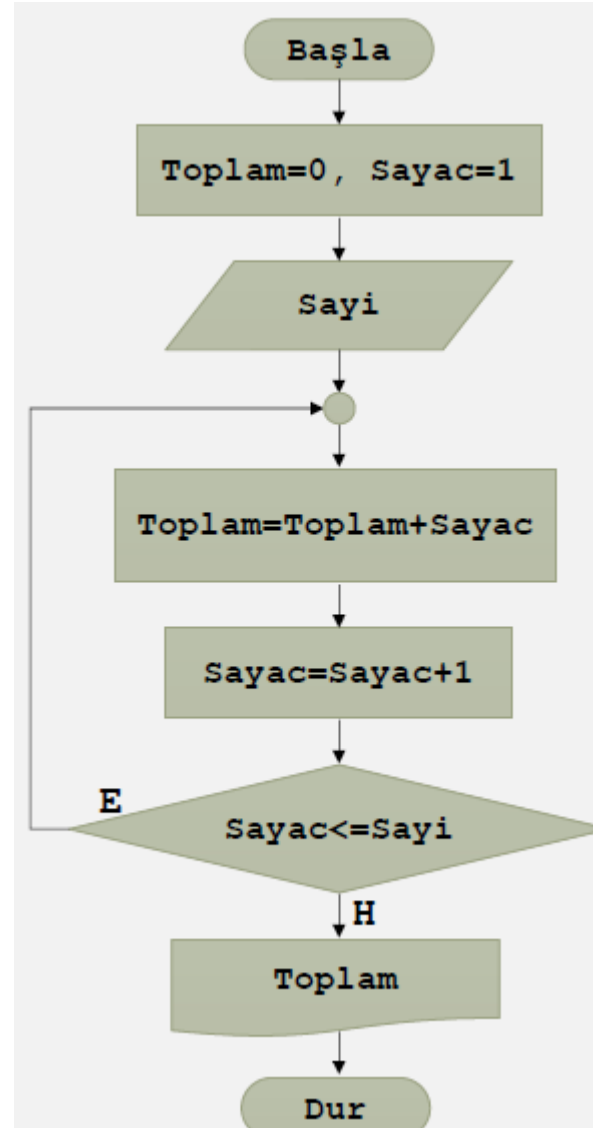 Başla
Toplam=0, Sayac=1
Sayi
Toplam=Toplam+Sayac
Sayac=Sayac+1
E
Sayac<=Sayi
H
Toplam
Dur